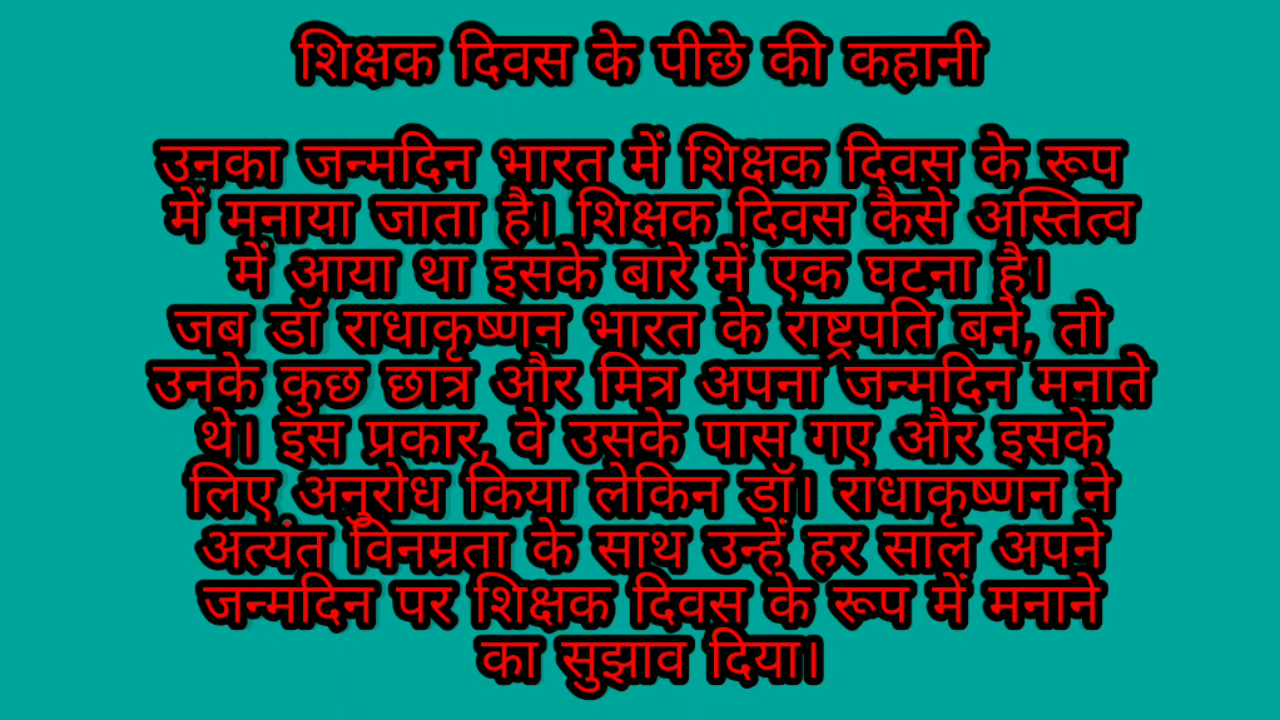 शिक्षक दिवस के पीछे की कहानी
उनका जन्मदिन भारत में शिक्षक दिवस के रूप
में मनाया जाता है। शिक्षक दिवस कैसे अस्तित्व
में आया था इसके बारे में एक घटना है।
जब डॉ राधाकृष्णन भारत के राष्ट्रपति बने, तो
उनके कुछ छात्र और मित्र अपना जन्मदिन मनाते
थे। इस प्रकार, वे उसके पास गए और इसके
लिए अनुरोध किया लेकिन डॉ। राधाकृष्णन ने
अत्यंत विनम्रता के साथ उन्हें हर साल अपने
जन्मदिन पर शिक्षक दिवस के रूप में मनाने
का सुझाव दिया।